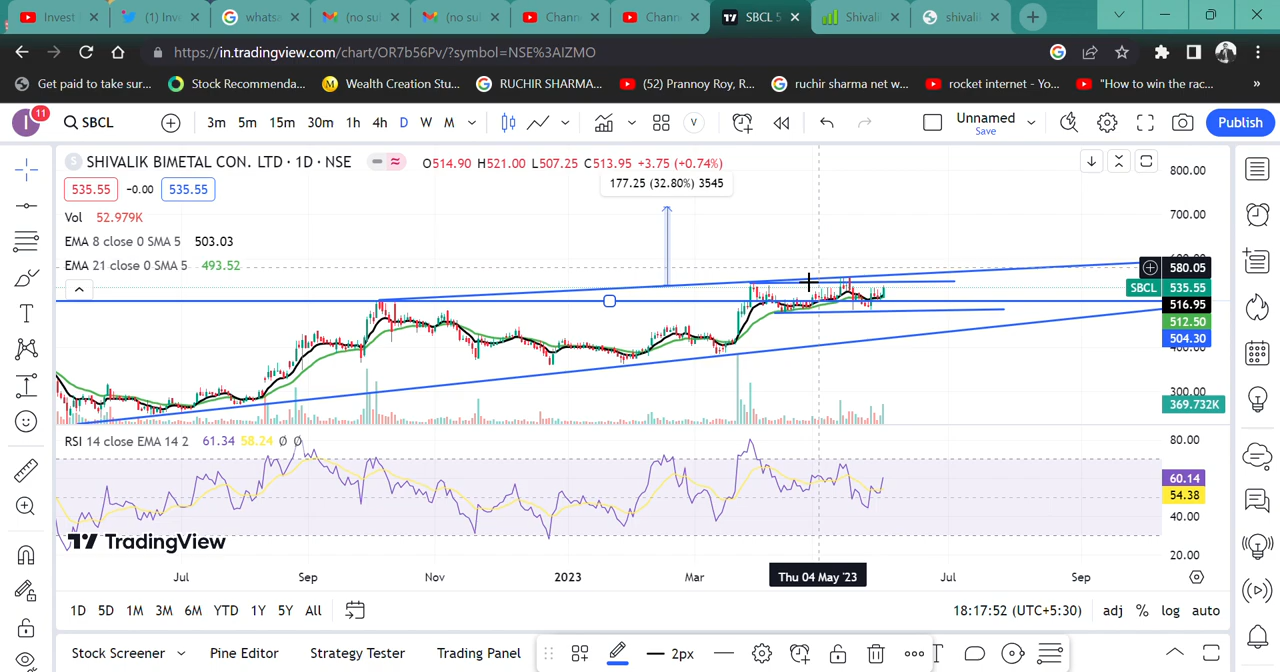 Invest
(1) Inv
whatsa
(no sul
(no sul
Chann
Chann
SBCL 5
Shivali
shivalik
https://in.tradingview.com/chart/OR7b56Pv/?symbol=NSE%3AIZMO
Get paid to take sur... Stock Recommenda... Wealth Creation Stu... RUCHIR SHARMA... (52) Prannoy Roy, R... ruchir sharma net w... rocket internet - Yo... "How to win the rac... »
I 11 SBCL 3m 5m 15m 30m 1h 4h D W M V Unnamed Save Publish
SHIVALIK BIMETAL CON. LTD · 1D · NSE O514.90 H521.00 L507.25 C513.95 +3.75 (+0.74%)
177.25 (32.80%) 3545
535.55 -0.00 535.55
Vol 52.979K
EMA 8 close 0 SMA 5 503.03
EMA 21 close 0 SMA 5 493.52
800.00
700.00
580.05
SBCL 535.55
516.95
512.50
504.30
300.00
369.732K
RSI 14 close EMA 14 2 61.34 58.24 Ø Ø
80.00
60.14
54.38
40.00
20.00
TradingView
Jul Sep Nov 2023 Mar Thu 04 May '23 Jul Sep
1D 5D 1M 3M 6M YTD 1Y 5Y All 18:17:52 (UTC+5:30) adj % log auto
Stock Screener Pine Editor Strategy Tester Trading Panel 2px T